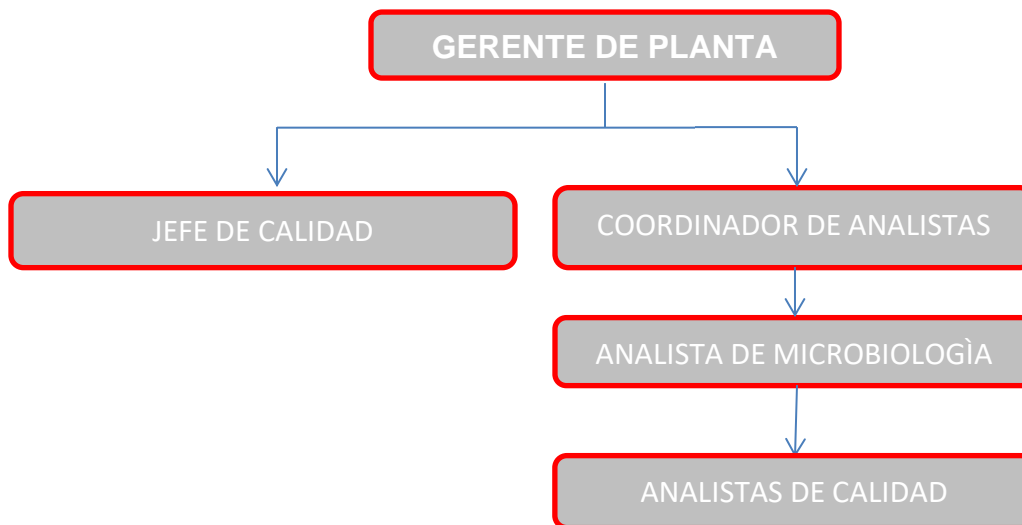 GERENTE DE PLANTA
JEFE DE CALIDAD
COORDINADOR DE ANALISTAS
ANALISTA DE MICROBIOLOGÌA
ANALISTAS DE CALIDAD